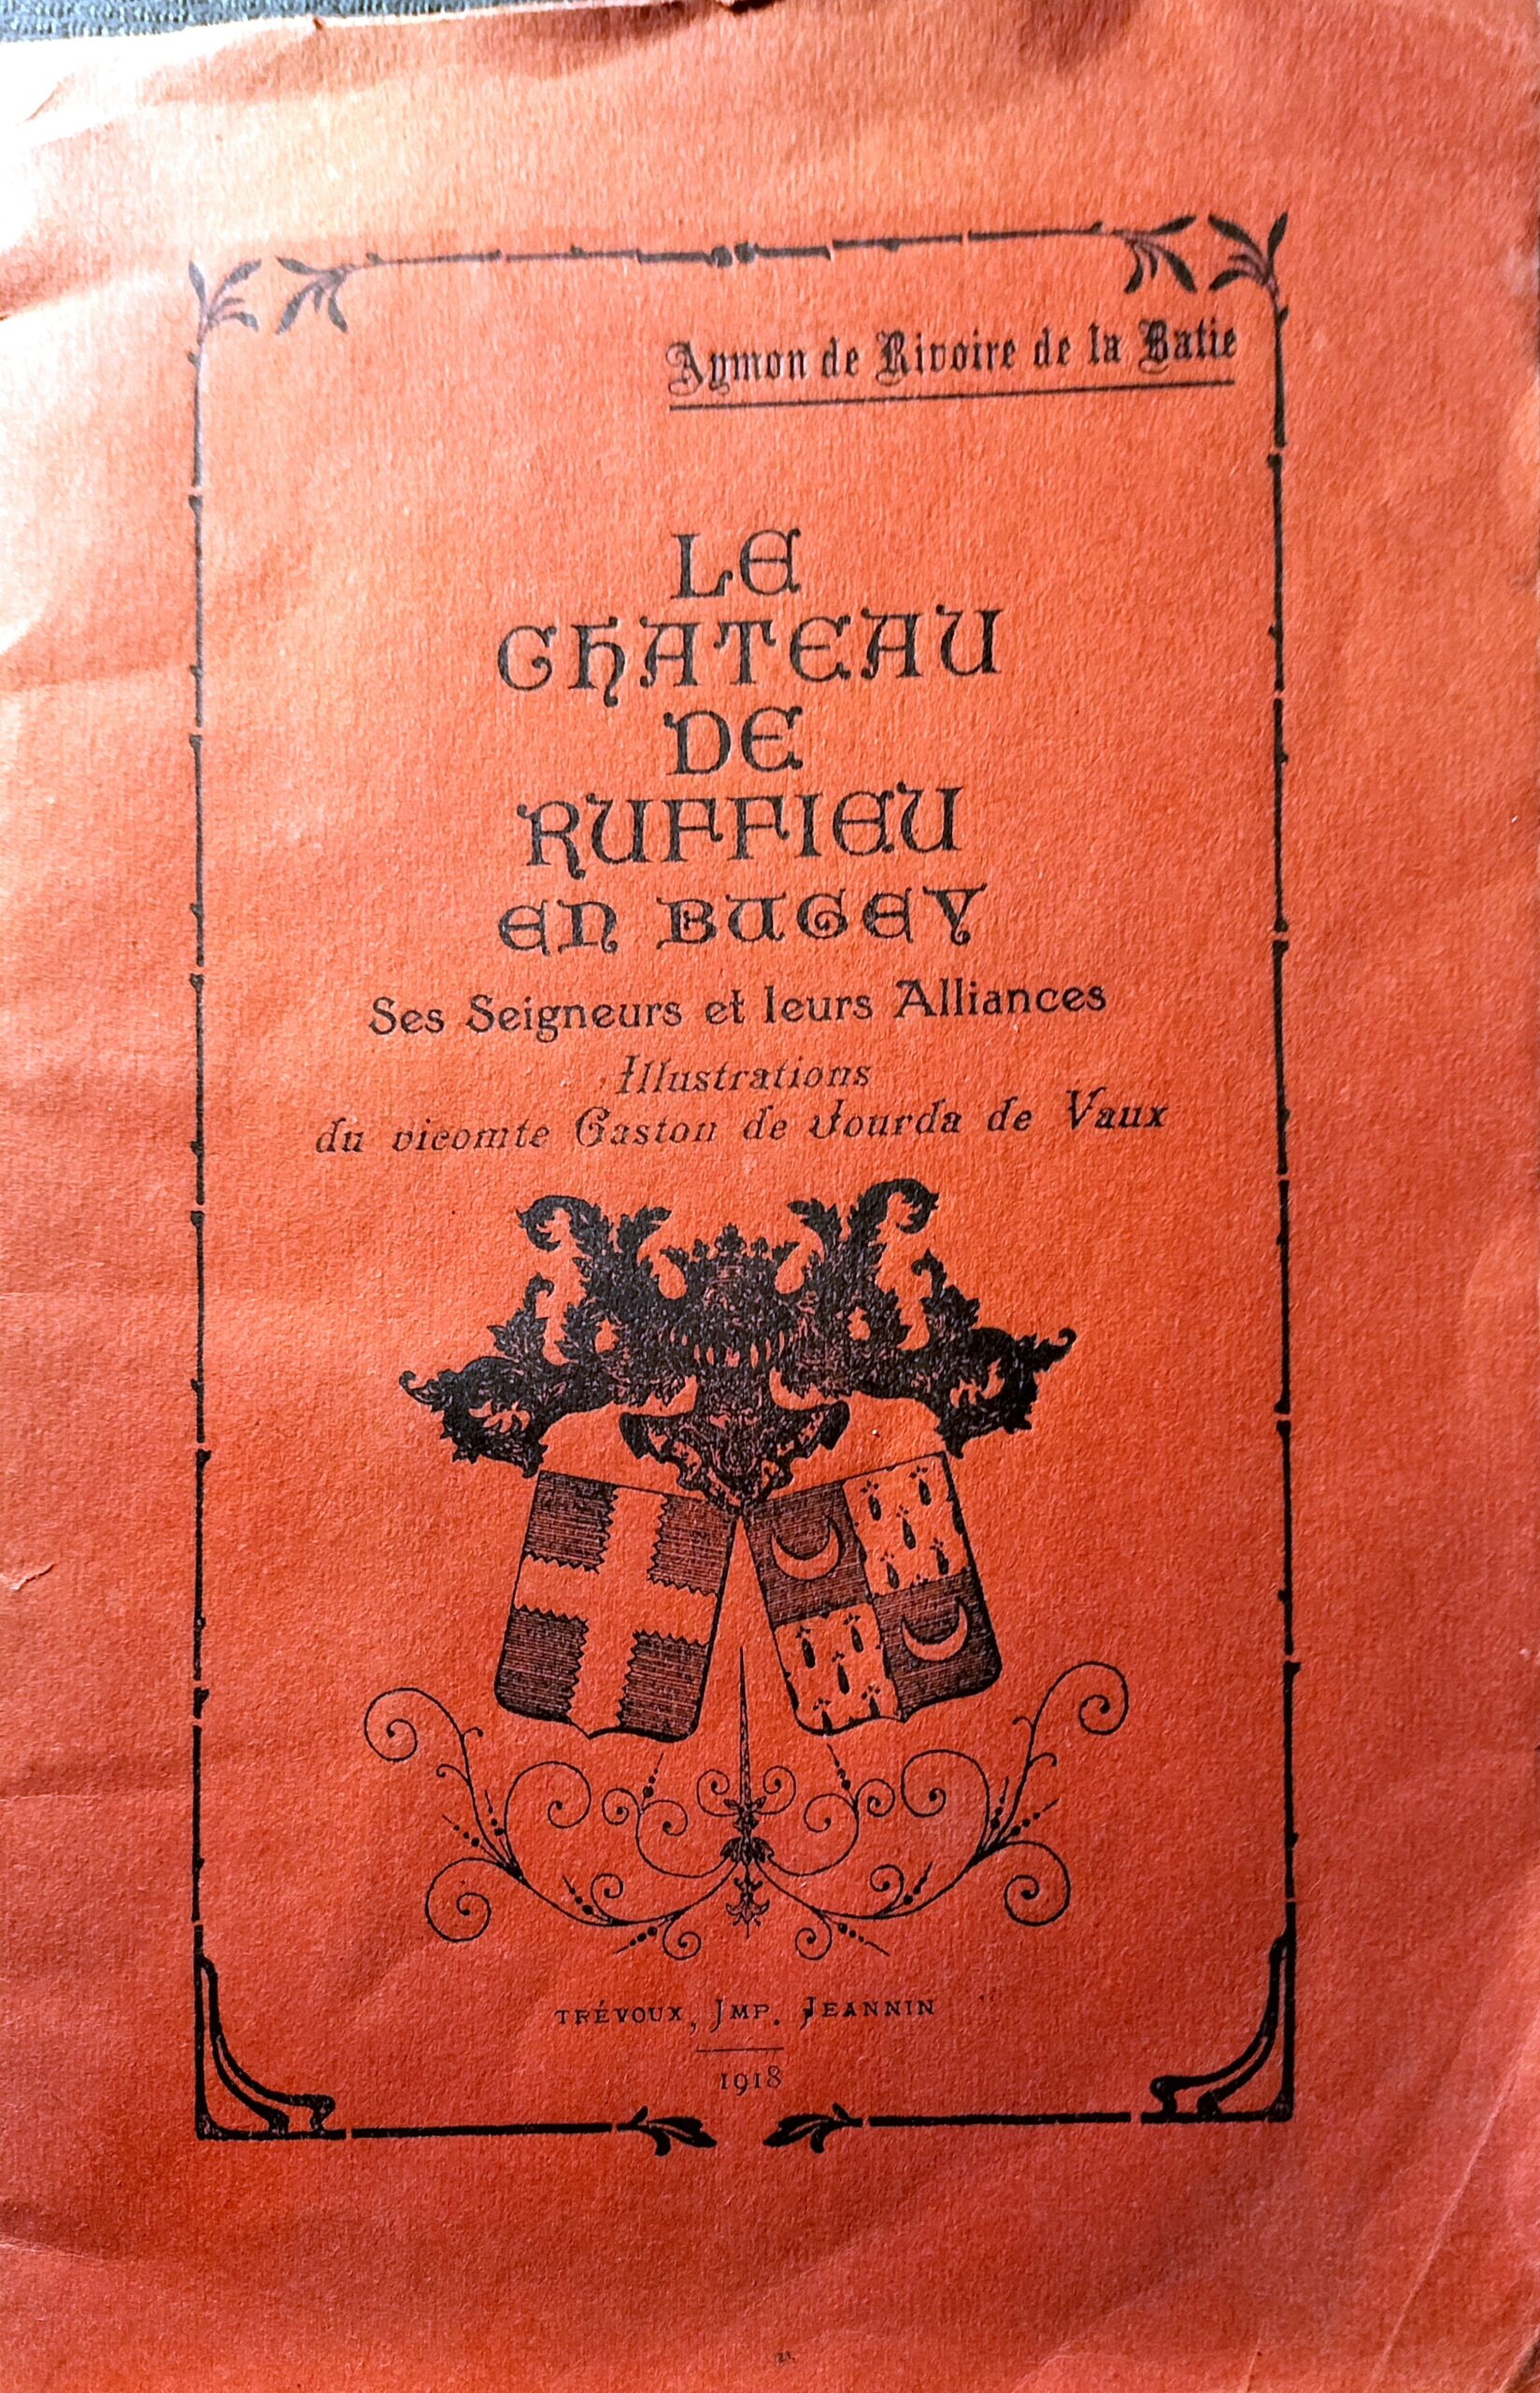 Aymon de Rivoire de la Batie
LE
CHATEAU
DE
RUFFIEU
EN BUGEY
Ses Seigneurs et leurs Alliances
Illustrations
du vicomte Gaston de Jourda de Vaux
TRÉVOUX, IMP. JEANNIN
1918